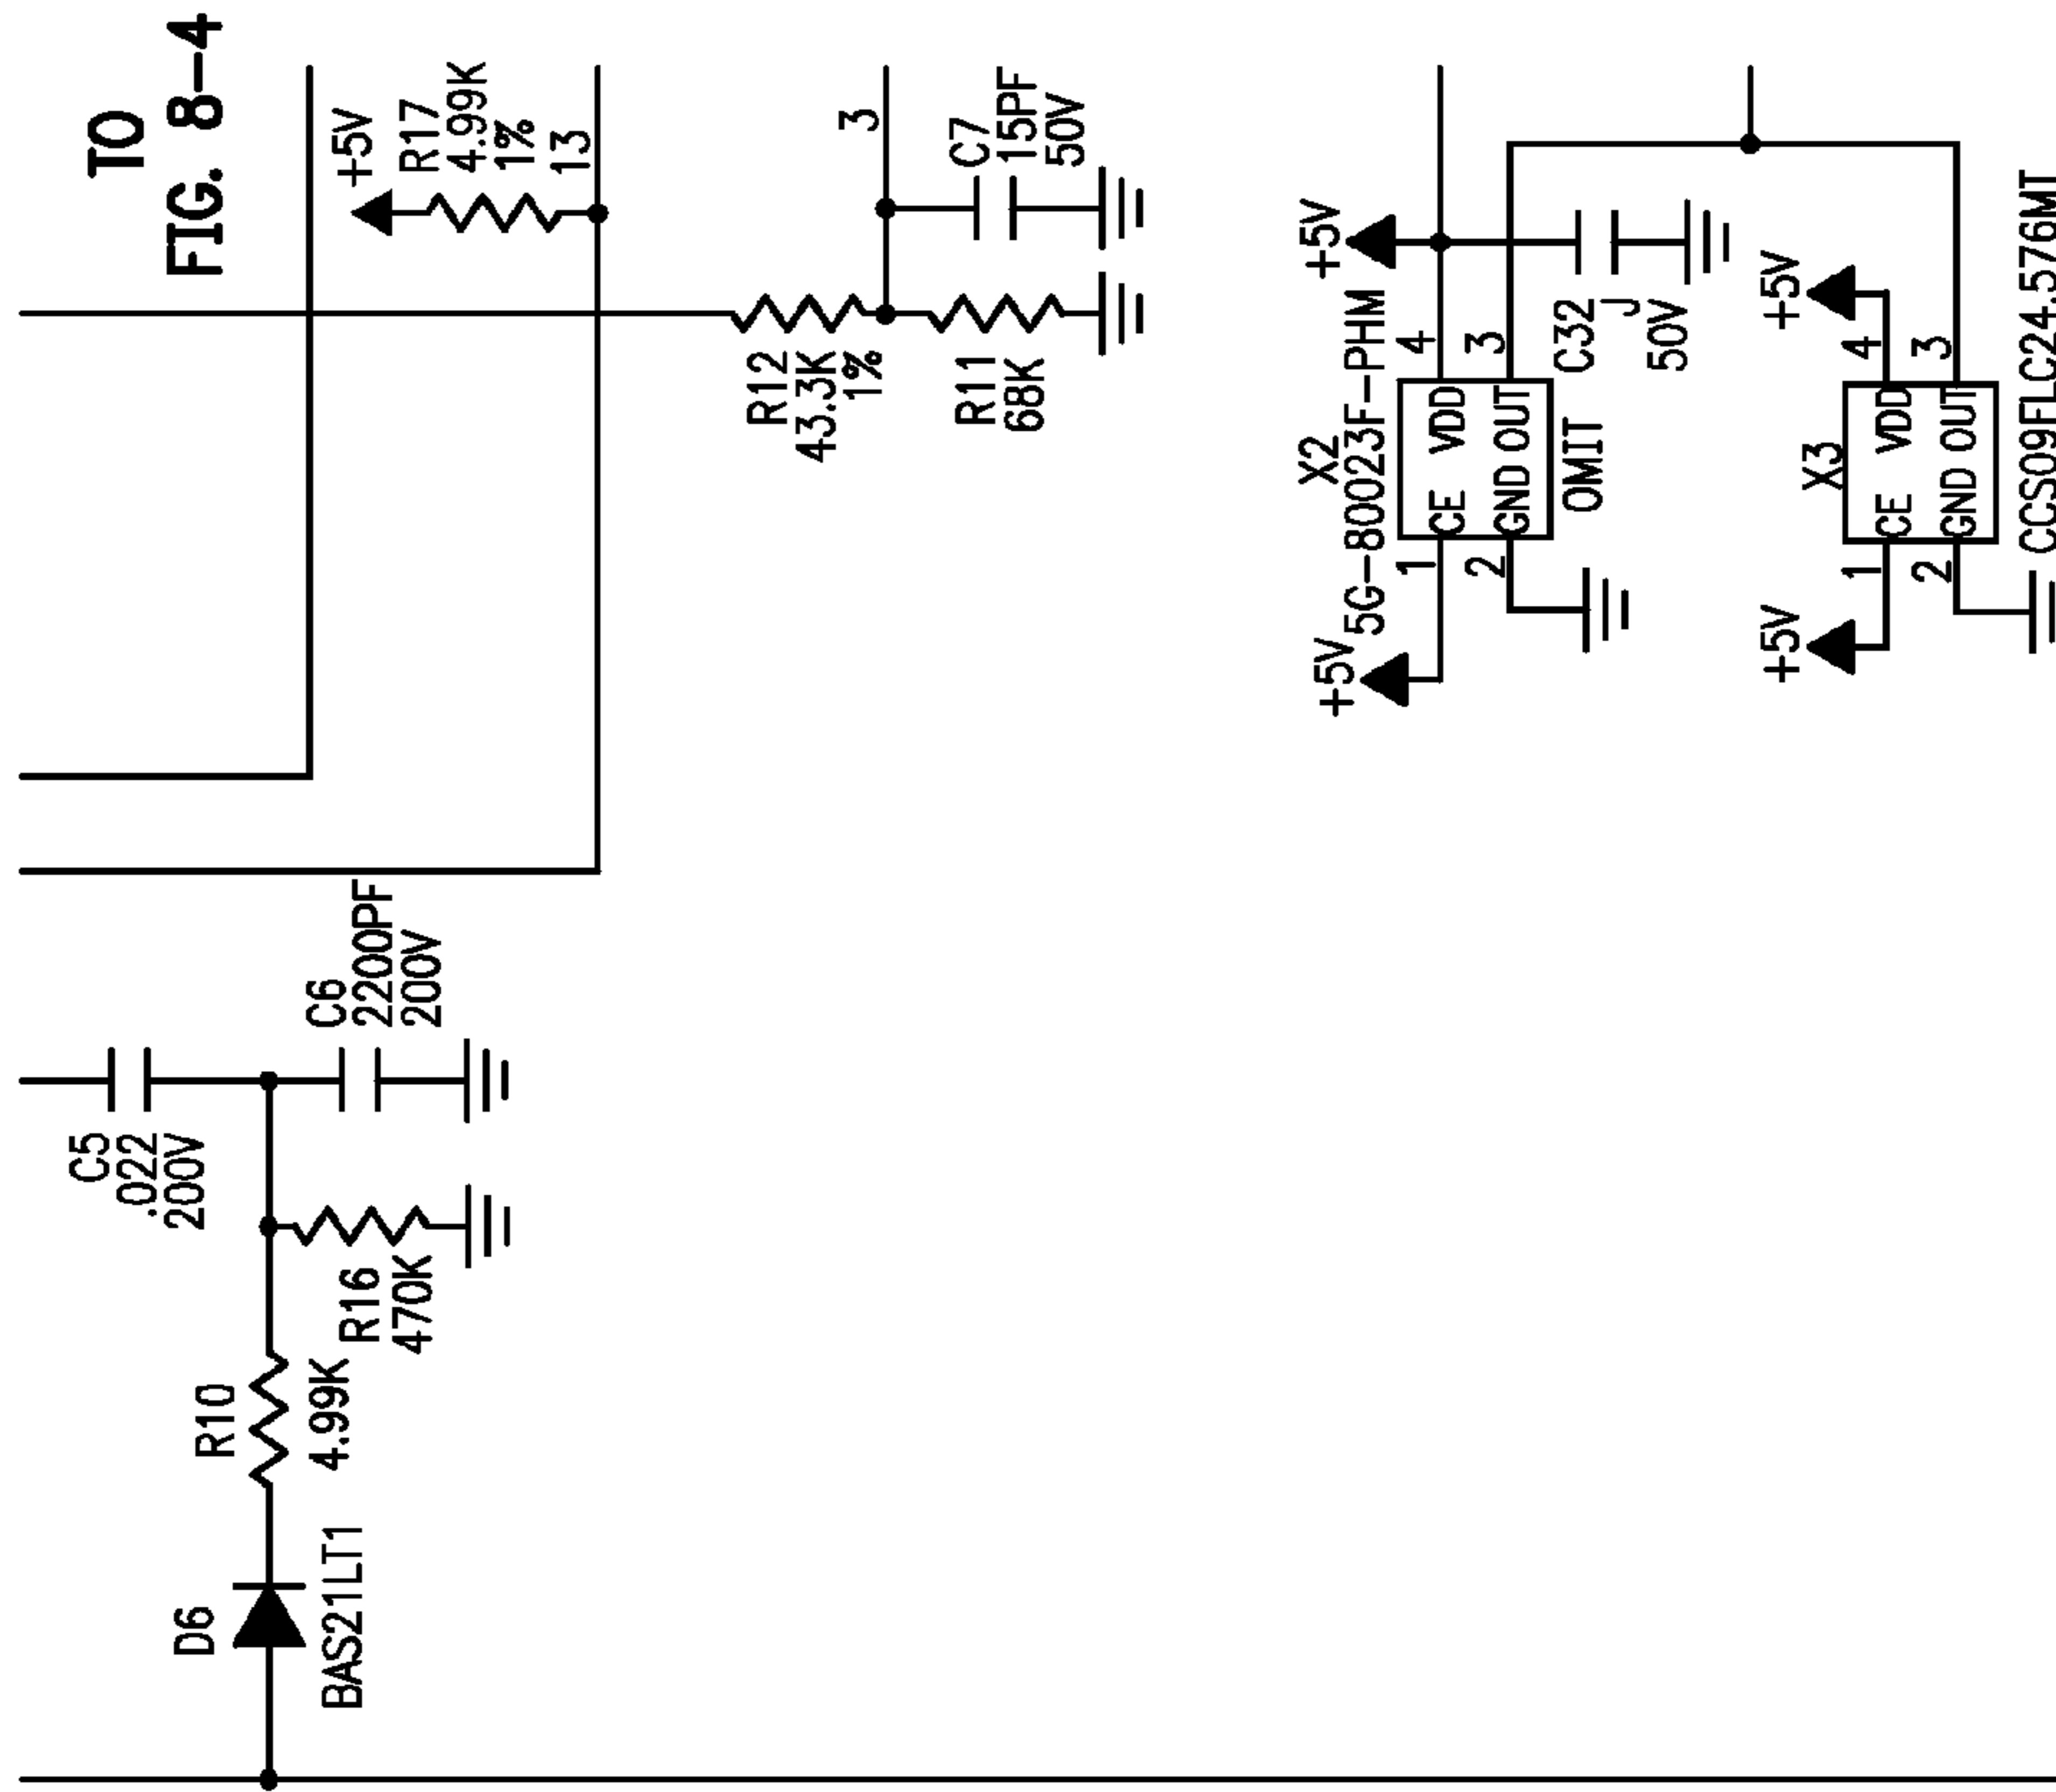 TO
FIG. 8-4
+5V
R17
4.99K
1%
13
3
C7
15PF
50V
R12
43.3K
1%
R11
68K
C6
2200PF
200V
C5
.022
200V
R16
470K
R10
4.99K
D6
BAS21LT1
+5V
X2
5G-80023F-PHM
4
3
CE VDD
GND OUT
1
2
OMIT
+5V
C32
J
50V
+5V
X3
4
3
CE VDD
GND OUT
1
2
+5V
CCS09FLC24.576MT